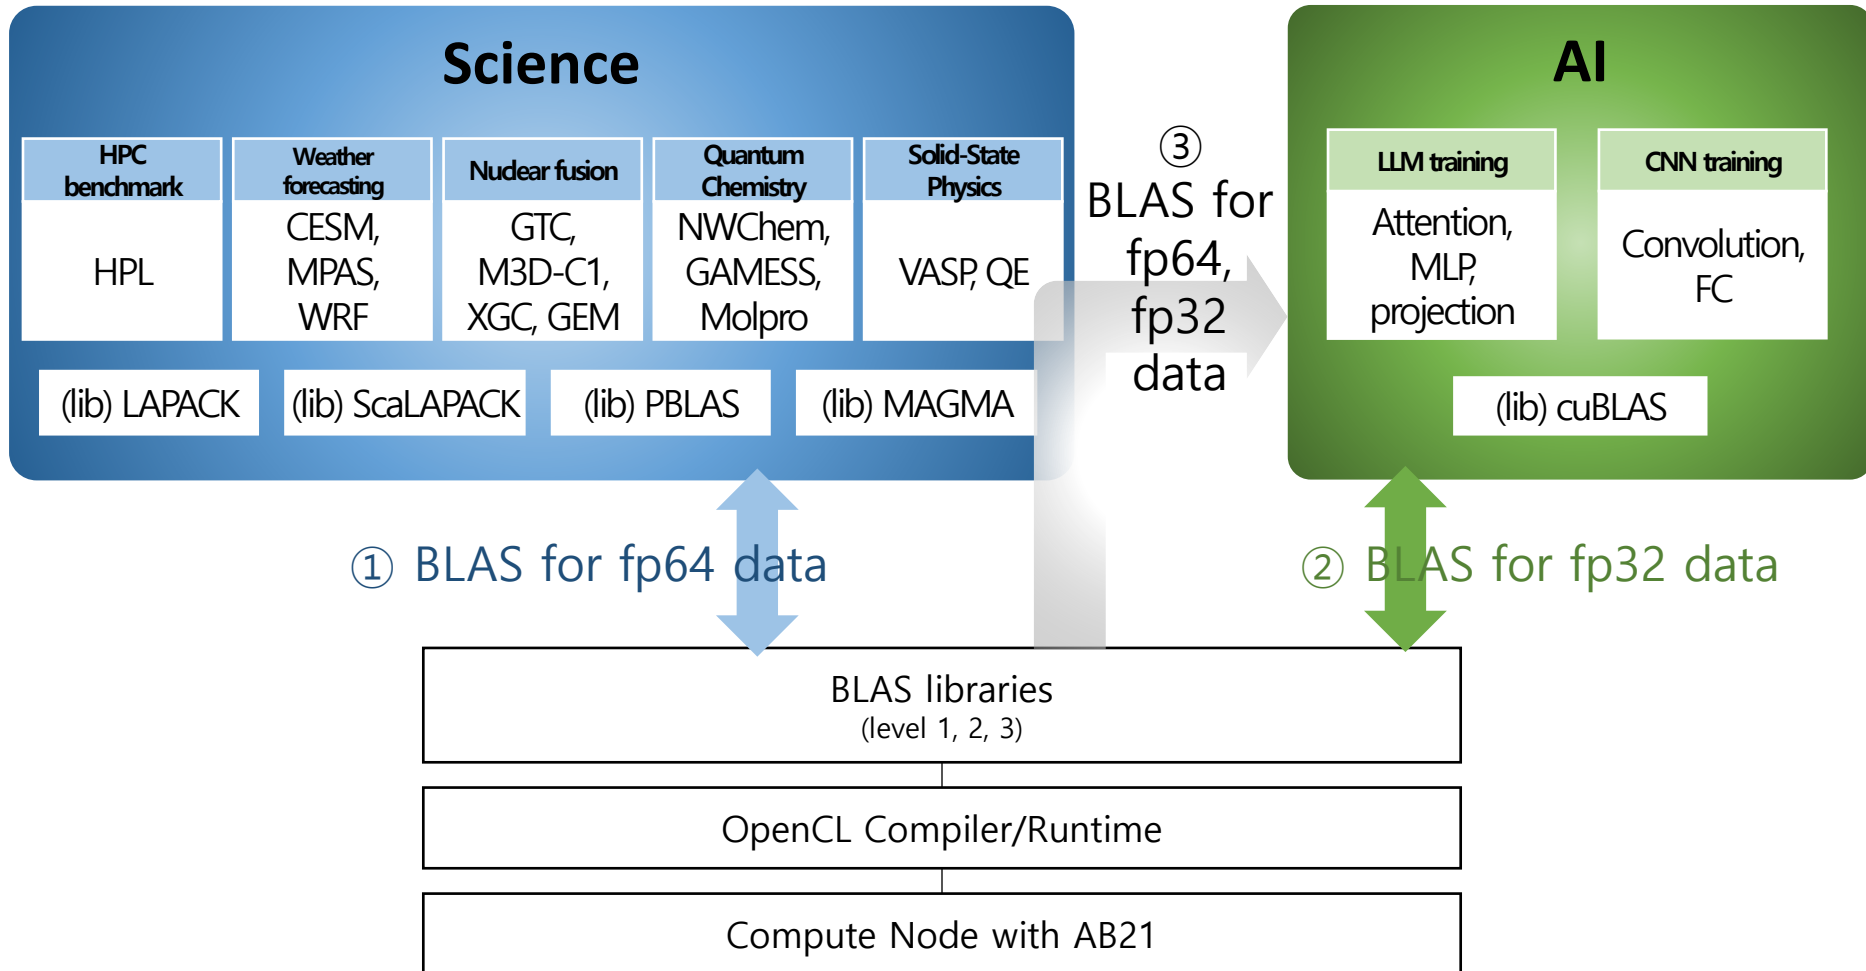 Science
HPC
benchmark
HPL
Weather
forecasting
CESM,
MPAS,
WRF
Nuclear fusion
GTC,
M3D-C1,
XGC, GEM
Quantum
Chemistry
NWChem,
GAMESS,
Molpro
Solid-State
Physics
VASP, QE
(lib) LAPACK
(lib) ScaLAPACK
(lib) PBLAS
(lib) MAGMA
③
BLAS for
fp64,
fp32
data
AI
LLM training
Attention,
MLP,
projection
CNN training
Convolution,
FC
(lib) cuBLAS
① BLAS for fp64 data
② BLAS for fp32 data
BLAS libraries
(level 1, 2, 3)
OpenCL Compiler/Runtime
Compute Node with AB21